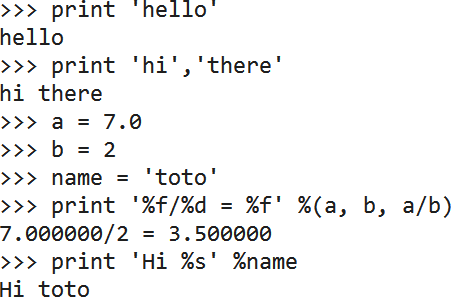 >>> print 'hello'
hello
>>> print 'hi','there'
hi there
>>> a = 7.0
>>> b = 2
>>> name = 'toto'
>>> print '%f/%d = %f' %(a, b, a/b)
7.000000/2 = 3.500000
>>> print 'Hi %s' %name
Hi toto